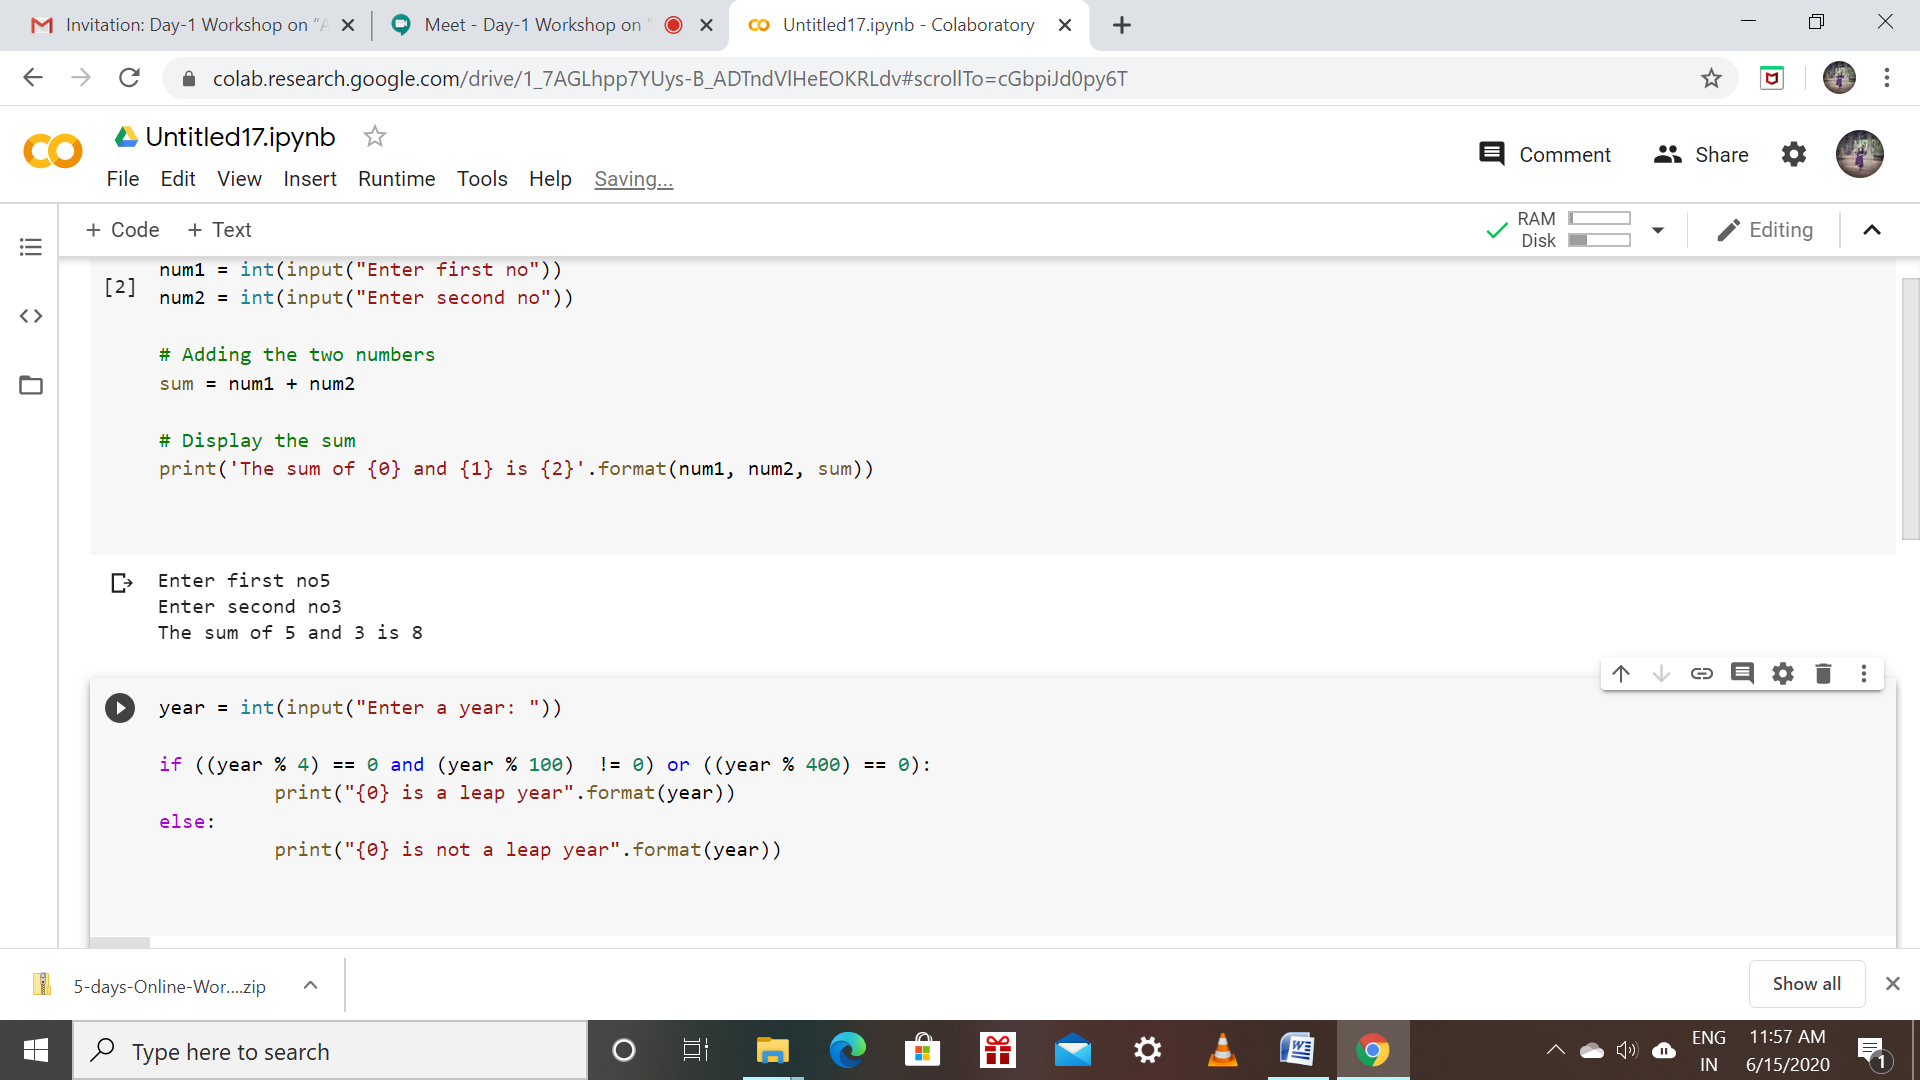 Invitation: Day-1 Workshop on "A
Meet - Day-1 Workshop on "
Untitled17.ipynb - Colaboratory
colab.research.google.com/drive/1_7AGLhpp7YUys-B_ADTndVlHeEOKRLdv#scrollTo=cGbpiJd0py6T
Untitled17.ipynb
Comment Share
File Edit View Insert Runtime Tools Help Saving...
+ Code + Text
RAM
Disk
Editing
[2]
num1 = int(input("Enter first no"))
num2 = int(input("Enter second no"))
# Adding the two numbers
sum = num1 + num2
# Display the sum
print('The sum of {0} and {1} is {2}'.format(num1, num2, sum))
Enter first no5
Enter second no3
The sum of 5 and 3 is 8
year = int(input("Enter a year: "))
if ((year % 4) == 0 and (year % 100)  != 0) or ((year % 400) == 0):
print("{0} is a leap year".format(year))
else:
print("{0} is not a leap year".format(year))
5-days-Online-Wor....zip
Show all
Type here to search
ENG
IN
11:57 AM
6/15/2020
1